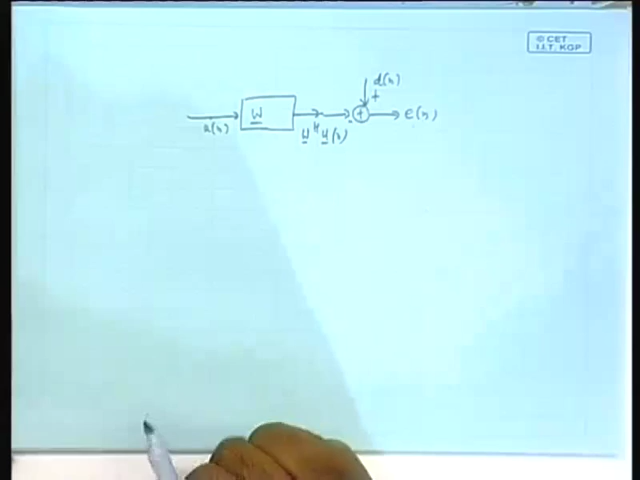 © CET
I.I.T. KGP
d(n)
+
u(n) W - + e(n)
W^H u(n)